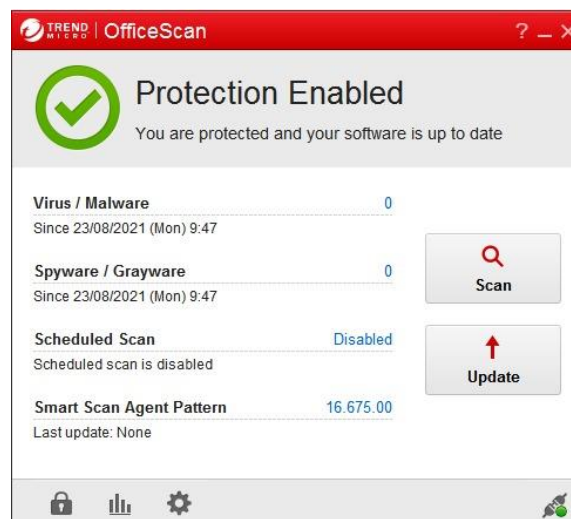 TREND MICRO | OfficeScan
? _ X
Protection Enabled
You are protected and your software is up to date
Virus / Malware 0
Since 23/08/2021 (Mon) 9:47
Spyware / Grayware 0
Since 23/08/2021 (Mon) 9:47
Scan
Scheduled Scan Disabled
Scheduled scan is disabled
Update
Smart Scan Agent Pattern 16.675.00
Last update: None